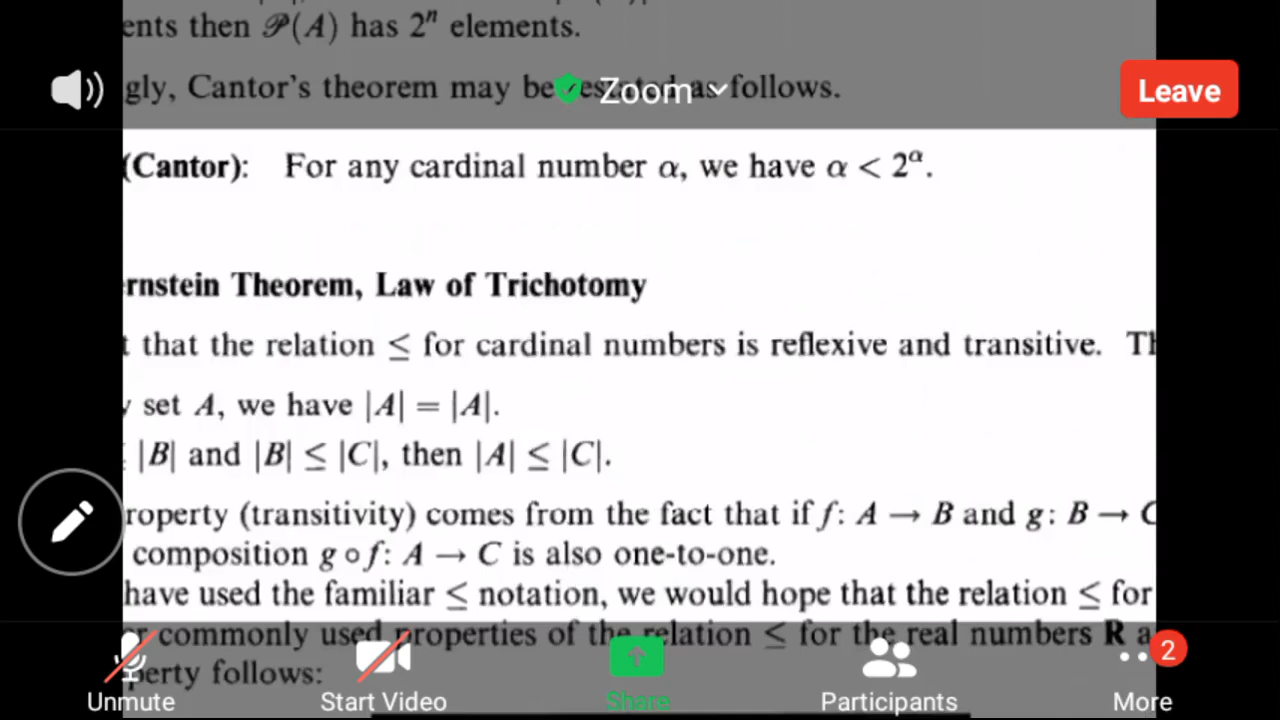 ents then 𝒫(A) has 2ⁿ elements.
gly, Cantor's theorem may be as follows.
Zoom
Leave
(Cantor): For any cardinal number α, we have α < 2^α.
rnstein Theorem, Law of Trichotomy
t that the relation ≤ for cardinal numbers is reflexive and transitive. Th
y set A, we have |A| = |A|.
|B| and |B| ≤ |C|, then |A| ≤ |C|.
roperty (transitivity) comes from the fact that if f: A → B and g: B → C
composition g ∘ f: A → C is also one-to-one.
have used the familiar ≤ notation, we would hope that the relation ≤ for
commonly used properties of the relation ≤ for the real numbers R a
perty follows:
2
Unmute
Start Video
Share
Participants
More